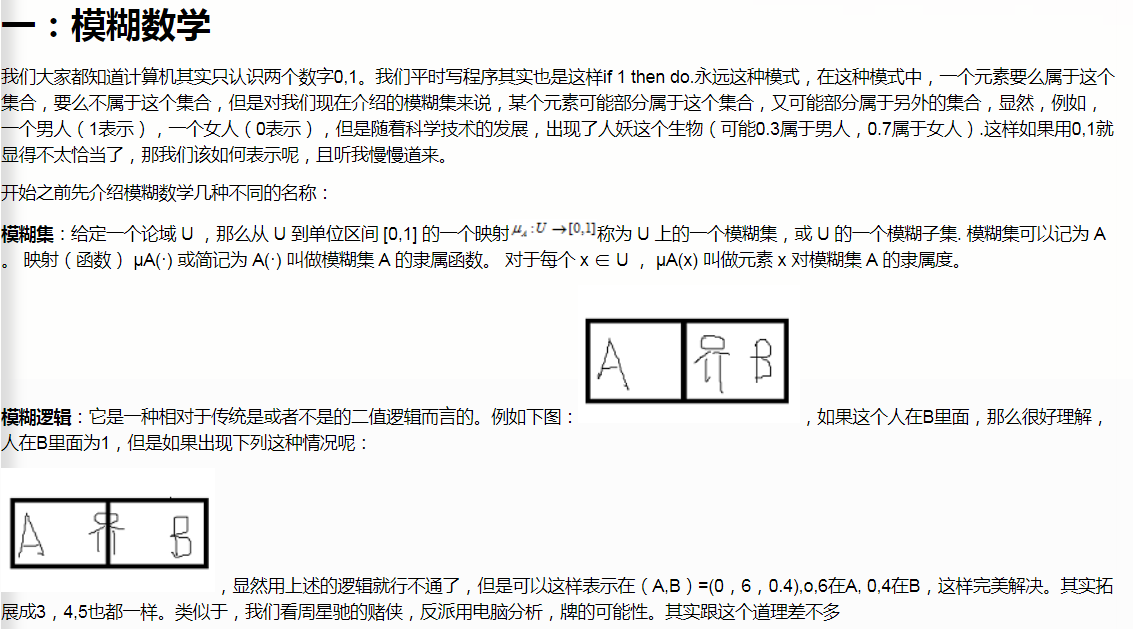 一：模糊数学
我们大家都知道计算机其实只认识两个数字0,1。我们平时写程序其实也是这样if 1 then do.永远这种模式，在这种模式中，一个元素要么属于这个
集合，要么不属于这个集合，但是对我们现在介绍的模糊集来说，某个元素可能部分属于这个集合，又可能部分属于另外的集合，显然，例如，
一个男人（1表示），一个女人（0表示），但是随着科学技术的发展，出现了人妖这个生物（可能0.3属于男人，0.7属于女人）.这样如果用0,1就
显得不太恰当了，那我们该如何表示呢，且听我慢慢道来。
开始之前先介绍模糊数学几种不同的名称：
模糊集：给定一个论域 U ，那么从 U 到单位区间 [0,1] 的一个映射 μA : U →[0,1] 称为 U 上的一个模糊集，或 U 的一个模糊子集. 模糊集可以记为 A
。 映射（函数） μA(·) 或简记为 A(·) 叫做模糊集 A 的隶属函数。 对于每个 x ∈ U ， μA(x) 叫做元素 x 对模糊集 A 的隶属度。
A B
模糊逻辑：它是一种相对于传统是或者不是的二值逻辑而言的。例如下图： ，如果这个人在B里面，那么很好理解，
人在B里面为1，但是如果出现下列这种情况呢：
A B
，显然用上述的逻辑就行不通了，但是可以这样表示在（A,B）=(0，6，0.4),o,6在A, 0,4在B，这样完美解决。其实拓
展成3，4,5也都一样。类似于，我们看周星驰的赌侠，反派用电脑分析，牌的可能性。其实跟这个道理差不多